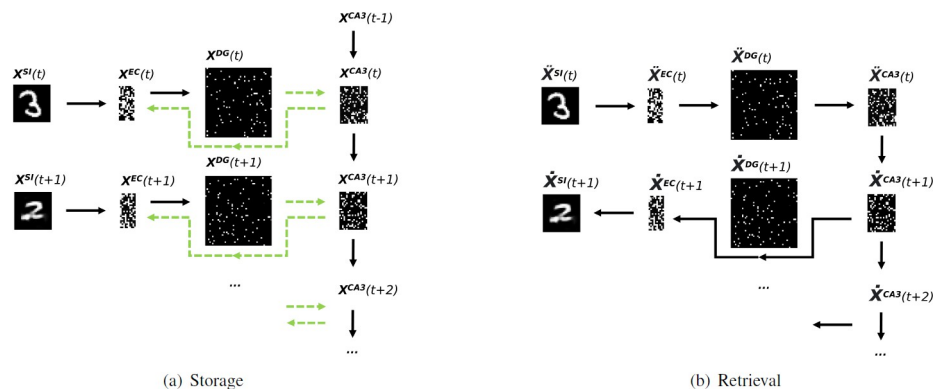 X^CA3(t-1)
X^SI(t) X^EC(t) X^DG(t) X^CA3(t)
X^SI(t+1) X^EC(t+1) X^DG(t+1) X^CA3(t+1)
...
X^CA3(t+2)
...
(a) Storage
Ẍ^SI(t) Ẍ^EC(t) Ẍ^DG(t) Ẍ^CA3(t)
Ẋ^SI(t+1) Ẋ^EC(t+1 Ẋ^DG(t+1) Ẋ^CA3(t+1)
...
Ẋ^CA3(t+2)
...
(b) Retrieval